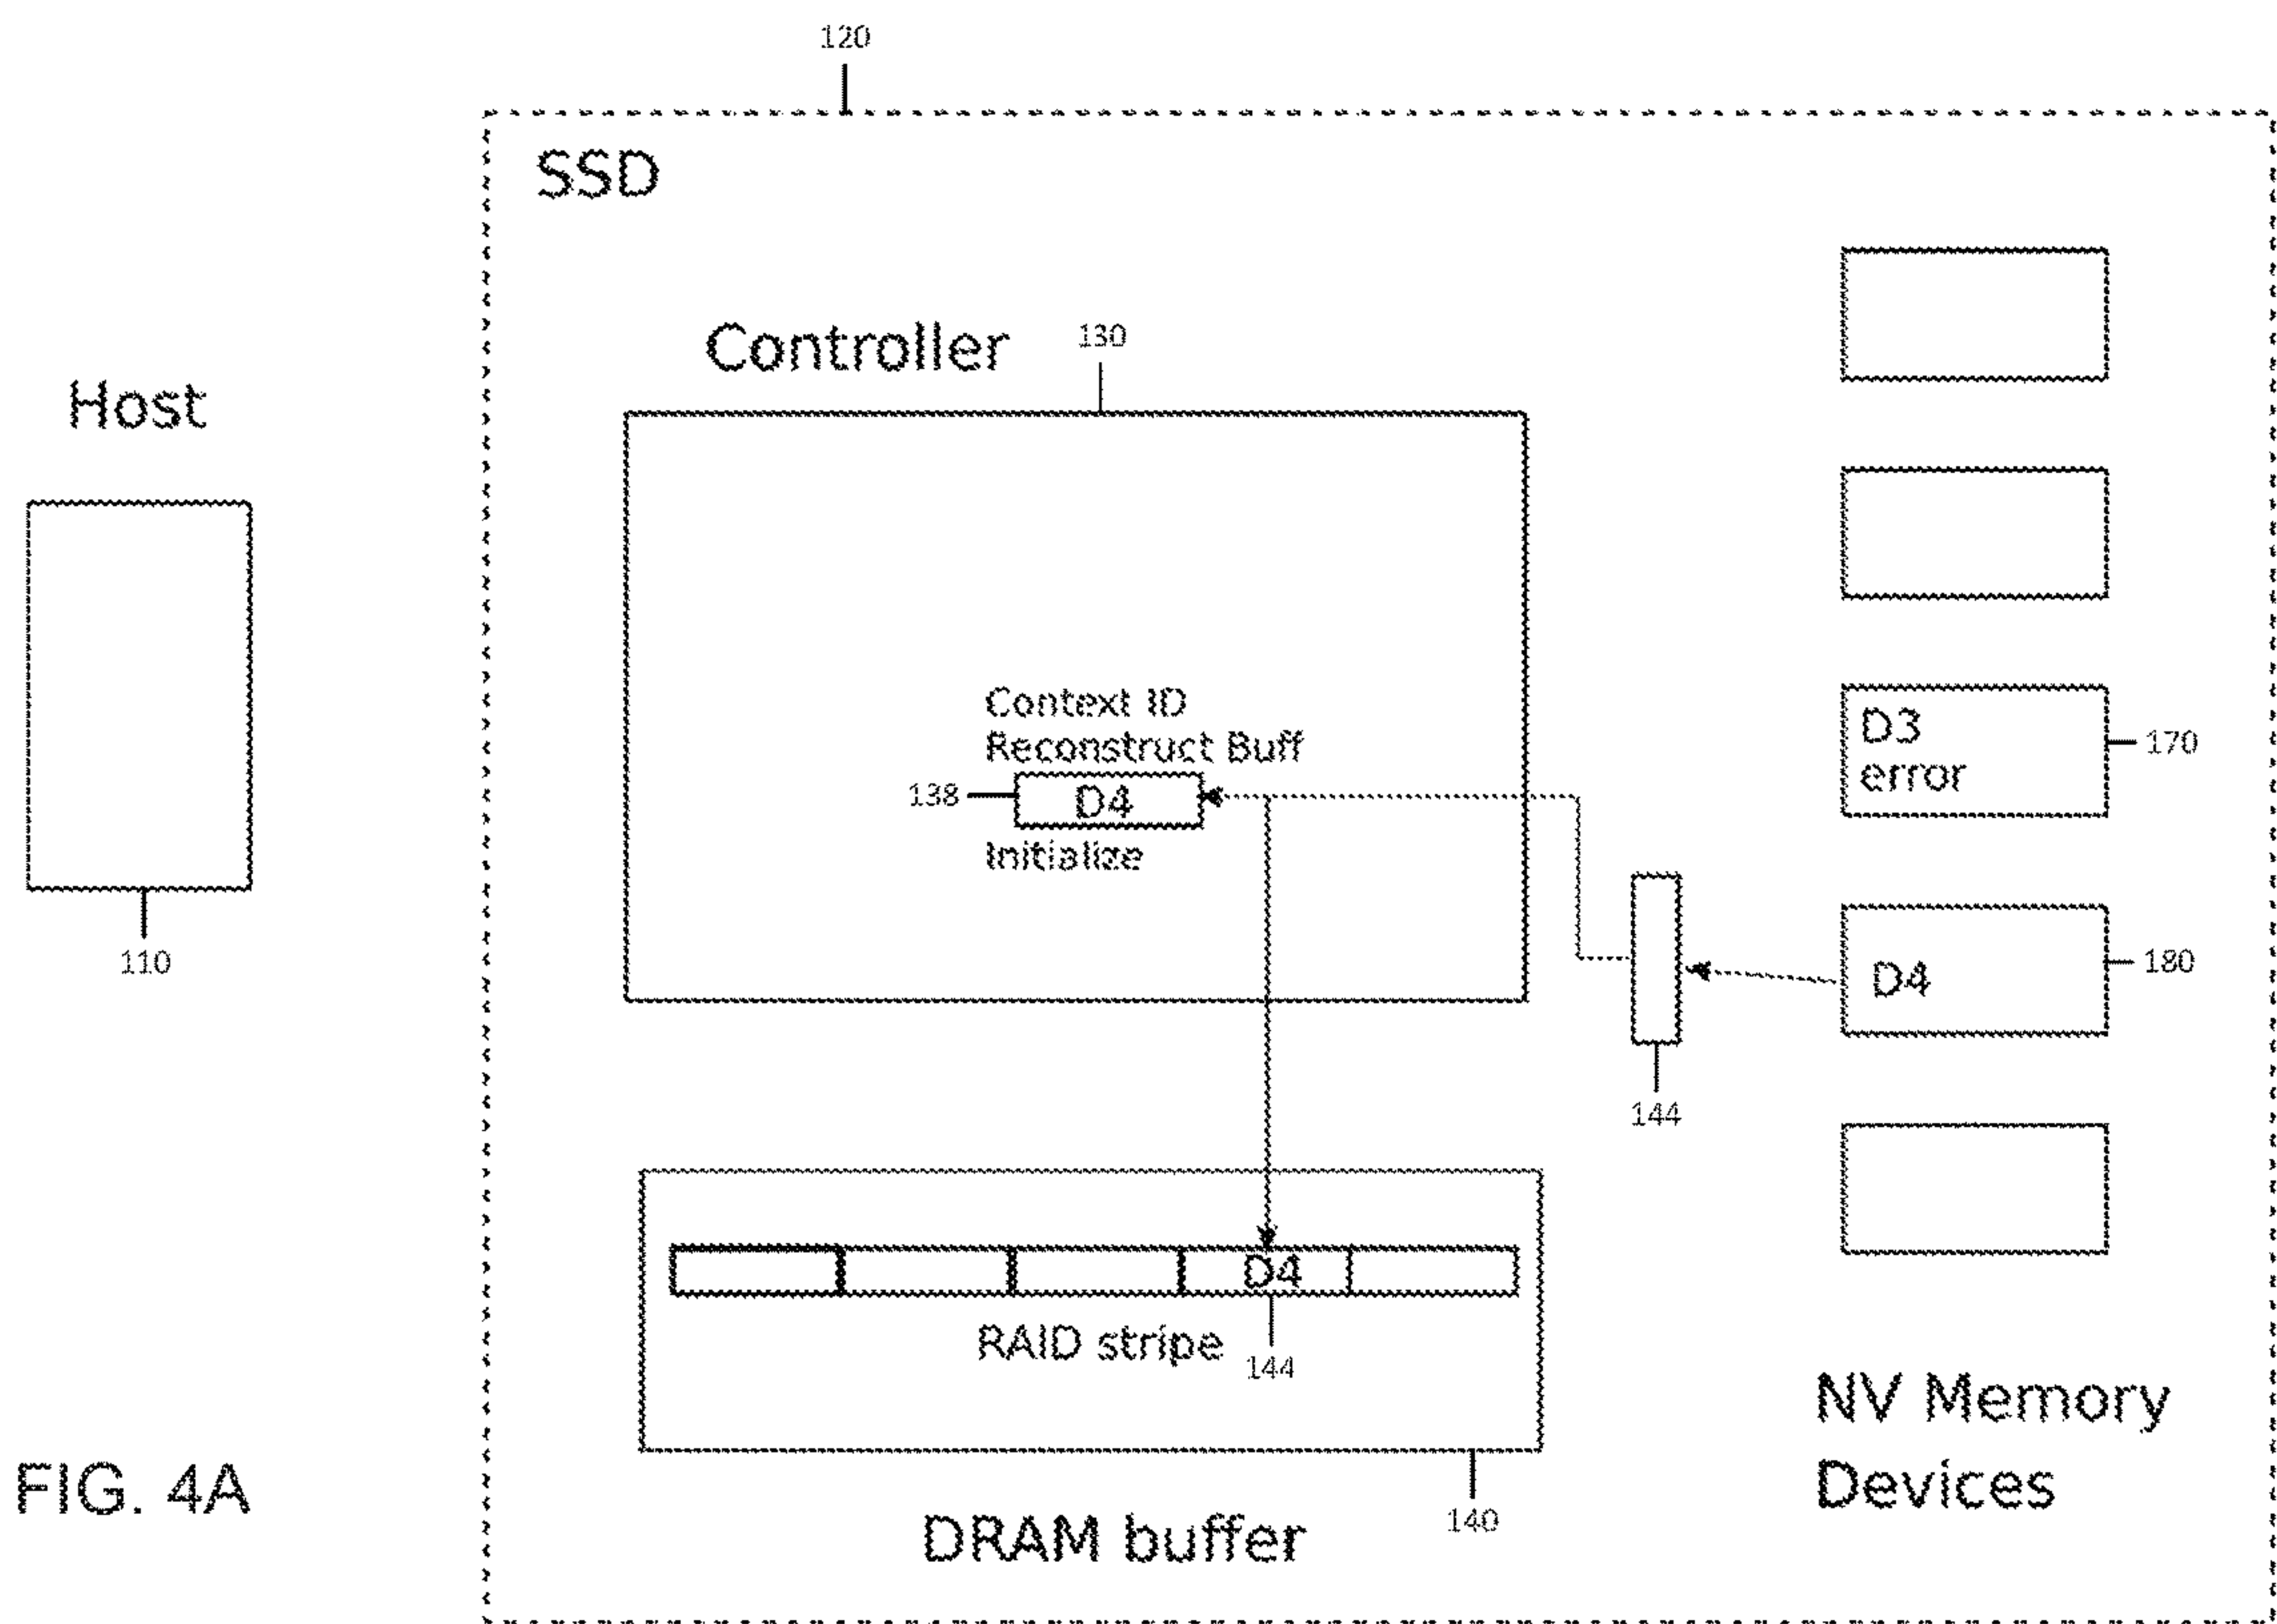 120
SSD
Controller
130
Host
110
Context ID
Reconstruct Buff
138
D4
Initialize
D3
error
170
D4
180
144
D4
RAID stripe
144
NV Memory
Devices
140
DRAM buffer
FIG. 4A